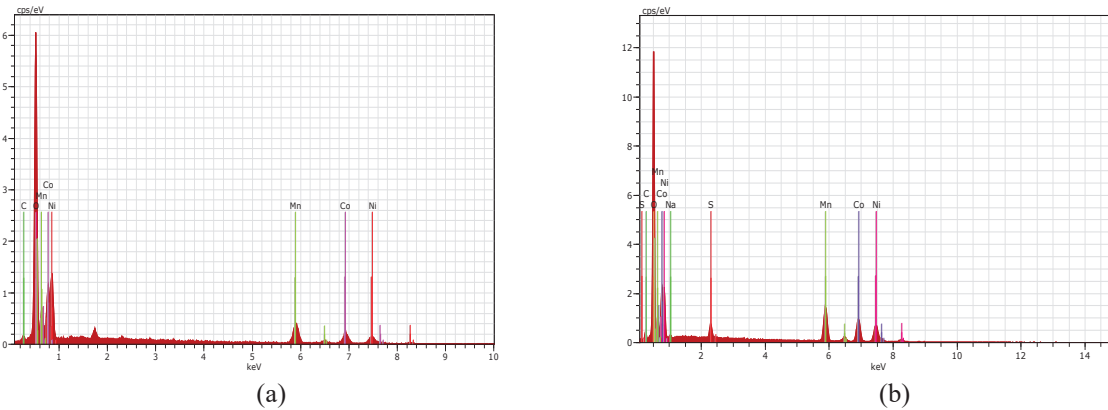 cps/eV
6
5
4
3
2
1
0
Co
Mn
C O Ni Mn Co Ni
1 2 3 4 5 6 7 8 9 10
keV
(a)
cps/eV
12
10
8
6
4
2
0
Mn
C Ni
Co
S O Na S Mn Co Ni
2 4 6 8 10 12 14
keV
(b)